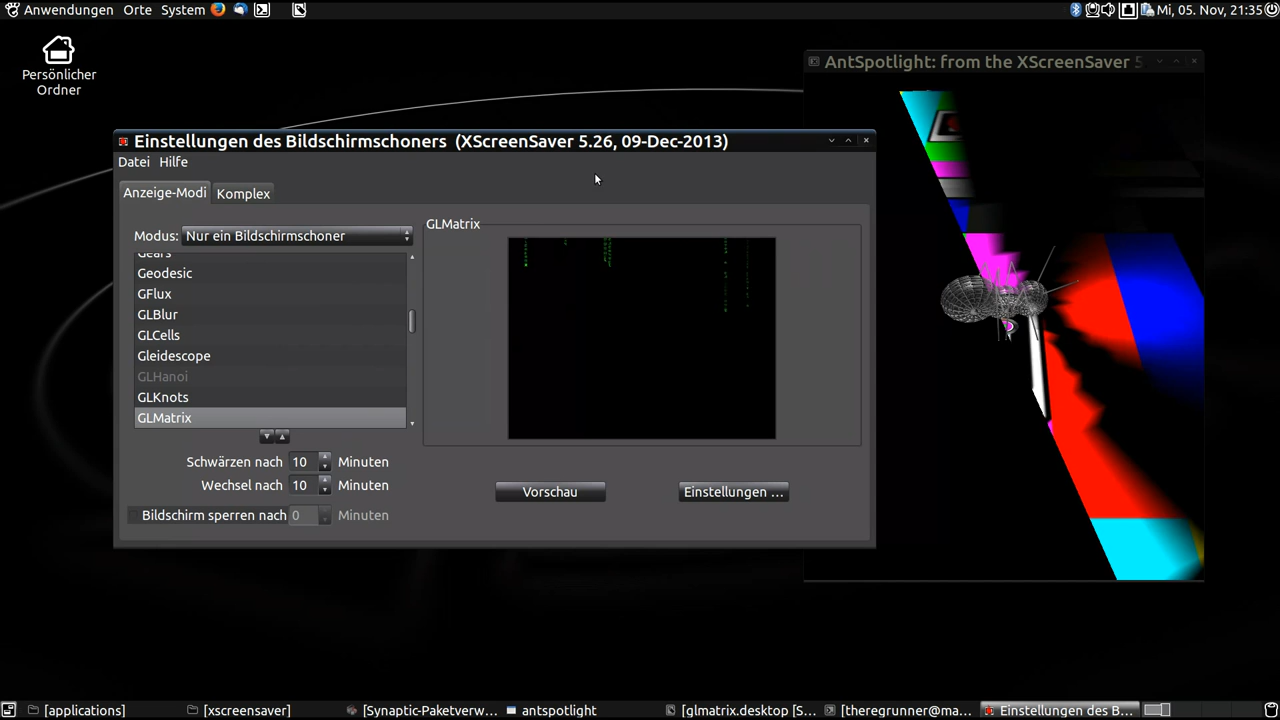 Anwendungen Orte System
Mi, 05. Nov, 21:35
Persönlicher
Ordner
AntSpotlight: from the XScreenSaver 5
Einstellungen des Bildschirmschoners (XScreenSaver 5.26, 09-Dec-2013)
Datei Hilfe
Anzeige-Modi Komplex
Modus: Nur ein Bildschirmschoner
GLMatrix
Gears
Geodesic
GFlux
GLBlur
GLCells
Gleidescope
GLHanoi
GLKnots
GLMatrix
Schwärzen nach 10 Minuten
Wechsel nach 10 Minuten
Bildschirm sperren nach 0 Minuten
Vorschau Einstellungen ...
[applications] [xscreensaver] [Synaptic-Paketverw... antspotlight [glmatrix.desktop [S... [theregrunner@ma... Einstellungen des B...